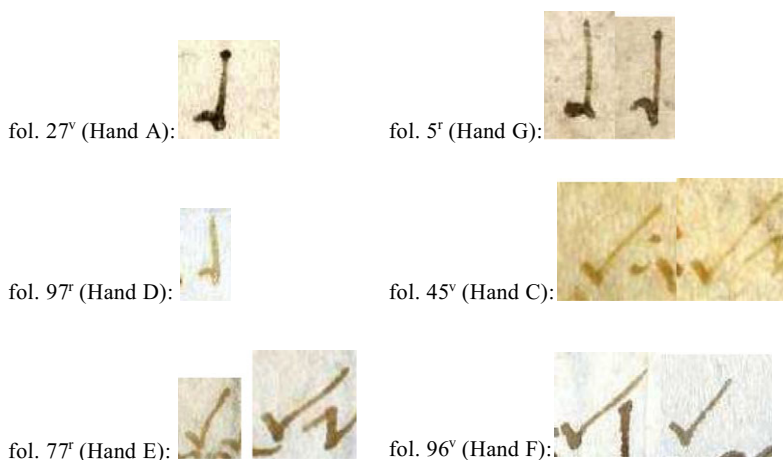 fol. 27ᵛ (Hand A): fol. 5ʳ (Hand G):
fol. 97ʳ (Hand D): fol. 45ᵛ (Hand C):
fol. 77ʳ (Hand E): fol. 96ᵛ (Hand F):